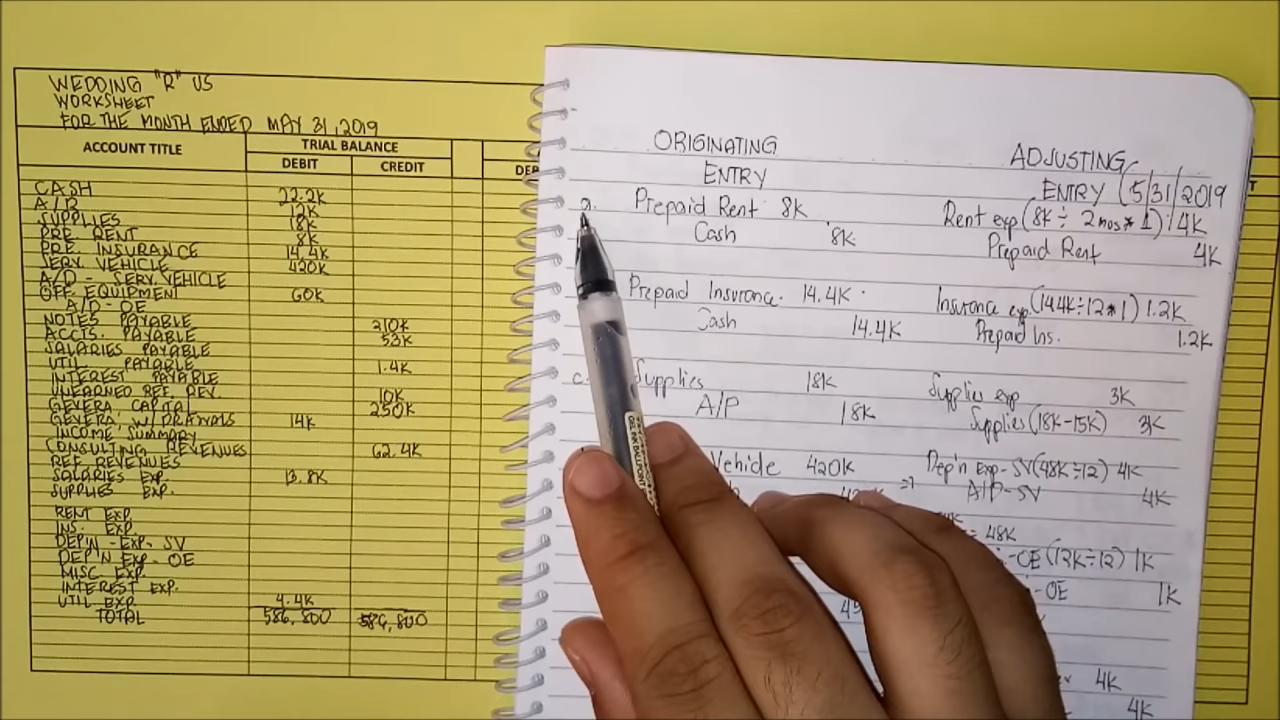 WEDDING "R" US
WORKSHEET
FOR THE MONTH ENDED MAY 31, 2019
ACCOUNT TITLE
TRIAL BALANCE
DEBIT CREDIT
CASH 22.2K
A/R 12K
SUPPLIES 18K
PRE. RENT 8K
PRE. INSURANCE 14.4K
SERV. VEHICLE 420K
A/D - SERV. VEHICLE
OFF. EQUIPMENT 60K
A/D - OE
NOTES PAYABLE 210K
ACCTS. PAYABLE 53K
SALARIES PAYABLE
UTIL. PAYABLE 1.4K
INTEREST PAYABLE
UNEARNED REF. REV. 10K
GEVERA, CAPITAL 250K
GEVERA, W/DRAWALS 14K
INCOME SUMMARY
CONSULTING REVENUES 62.4K
REF. REVENUES
SALARIES EXP. 13.8K
SUPPLIES EXP.
RENT EXP.
INS. EXP.
DEP'N - EXP - SV
DEP'N EXP - OE
MISC. EXP.
INTEREST EXP.
UTIL EXP. 4.4K
TOTAL 586,800 586,800
ORIGINATING
ENTRY
a. Prepaid Rent 8K
Cash 8K
Prepaid Insurance 14.4K
Cash 14.4K
c. Supplies 18K
A/P 18K
Vehicle 420K
ADJUSTING
ENTRY (5/31/2019
Rent exp (8K ÷ 2mos * 1) 4K
Prepaid Rent 4K
Insurance exp (14.4K÷12*1) 1.2K
Prepaid Ins. 1.2K
Supplies exp 3K
Supplies (18K-15K) 3K
Dep'n Exp-SV (48K÷12) 4K
A/D-SV 4K
= 48K
-OE (12K÷12) 1K
-OE 1K
4K
4K